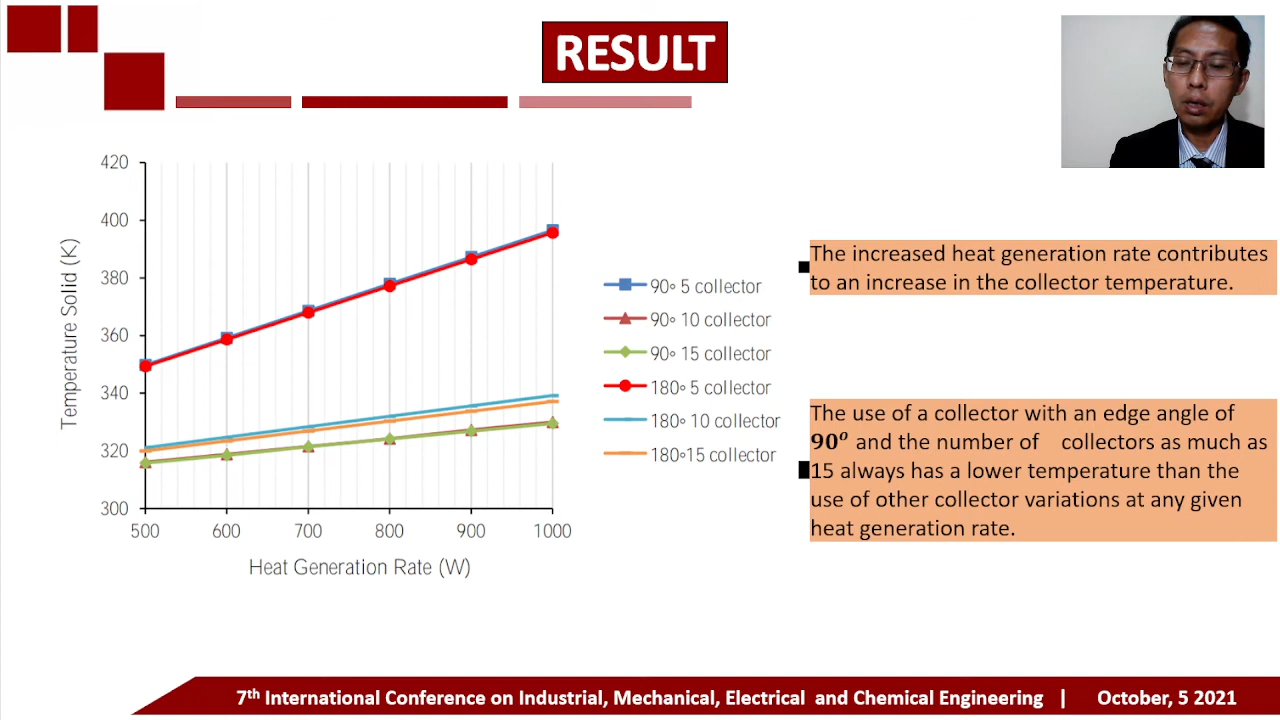 RESULT
420
400
380
360
340
320
300
Temperature Solid (K)
500 600 700 800 900 1000
Heat Generation Rate (W)
90∘ 5 collector
90∘ 10 collector
90∘ 15 collector
180∘ 5 collector
180∘ 10 collector
180∘15 collector
The increased heat generation rate contributes
to an increase in the collector temperature.
The use of a collector with an edge angle of
90ᵒ and the number of collectors as much as
15 always has a lower temperature than the
use of other collector variations at any given
heat generation rate.
7th International Conference on Industrial, Mechanical, Electrical and Chemical Engineering | October, 5 2021